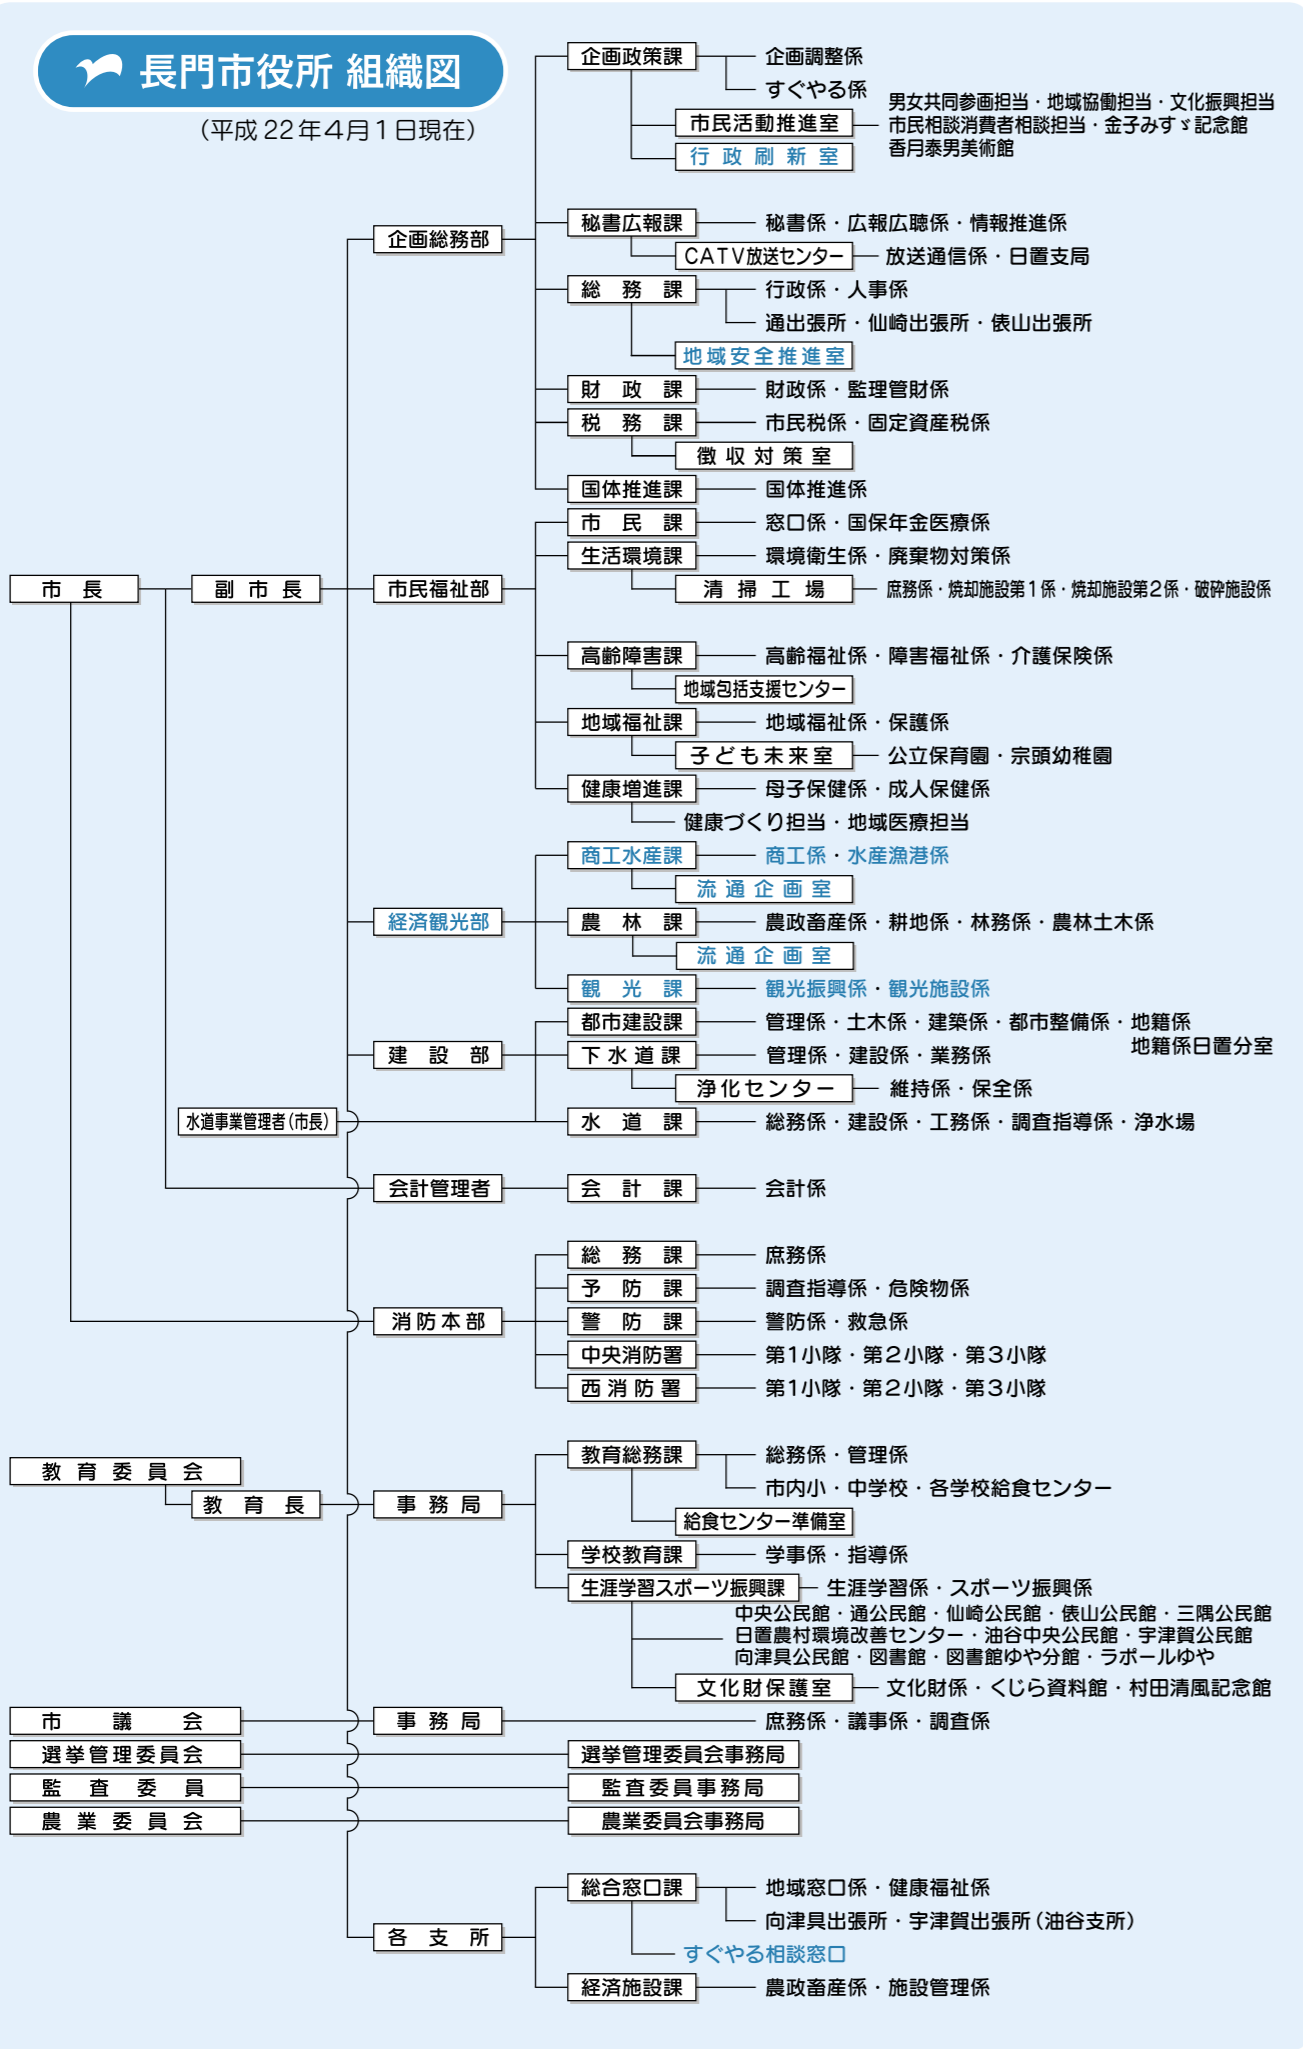 長門市役所 組織図
（平成22年4月1日現在）
企画政策課
企画調整係
すぐやる係
市民活動推進室
男女共同参画担当・地域協働担当・文化振興担当
市民相談消費者相談担当・金子みすゞ記念館
香月泰男美術館
行政刷新室
企画総務部
秘書広報課
秘書係・広報広聴係・情報推進係
CATV放送センター
放送通信係・日置支局
総務課
行政係・人事係
通出張所・仙崎出張所・俵山出張所
地域安全推進室
財政課
財政係・監理管財係
税務課
市民税係・固定資産税係
徴収対策室
国体推進課
国体推進係
市民課
窓口係・国保年金医療係
生活環境課
環境衛生係・廃棄物対策係
市長
副市長
市民福祉部
清掃工場
庶務係・焼却施設第1係・焼却施設第2係・破砕施設係
高齢障害課
高齢福祉係・障害福祉係・介護保険係
地域包括支援センター
地域福祉課
地域福祉係・保護係
子ども未来室
公立保育園・宗頭幼稚園
健康増進課
母子保健係・成人保健係
健康づくり担当・地域医療担当
商工水産課
商工係・水産漁港係
流通企画室
経済観光部
農林課
農政畜産係・耕地係・林務係・農林土木係
流通企画室
観光課
観光振興係・観光施設係
都市建設課
管理係・土木係・建築係・都市整備係・地籍係
地籍係日置分室
建設部
下水道課
管理係・建設係・業務係
浄化センター
維持係・保全係
水道事業管理者（市長）
水道課
総務係・建設係・工務係・調査指導係・浄水場
会計管理者
会計課
会計係
総務課
庶務係
予防課
調査指導係・危険物係
消防本部
警防課
警防係・救急係
中央消防署
第1小隊・第2小隊・第3小隊
西消防署
第1小隊・第2小隊・第3小隊
教育委員会
教育総務課
総務係・管理係
市内小・中学校・各学校給食センター
教育長
事務局
給食センター準備室
学校教育課
学事係・指導係
生涯学習スポーツ振興課
生涯学習係・スポーツ振興係
中央公民館・通公民館・仙崎公民館・俵山公民館・三隅公民館
日置農村環境改善センター・油谷中央公民館・宇津賀公民館
向津具公民館・図書館・図書館ゆや分館・ラポールゆや
文化財保護室
文化財係・くじら資料館・村田清風記念館
市議会
事務局
庶務係・議事係・調査係
選挙管理委員会
選挙管理委員会事務局
監査委員
監査委員事務局
農業委員会
農業委員会事務局
総合窓口課
地域窓口係・健康福祉係
向津具出張所・宇津賀出張所（油谷支所）
各支所
すぐやる相談窓口
経済施設課
農政畜産係・施設管理係